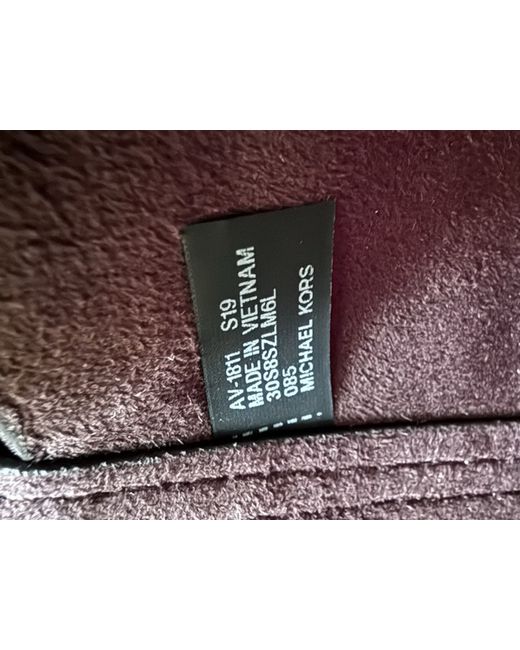 AV-1811 S19
MADE IN VIETNAM
30S8SZLM6L
085
MICHAEL KORS